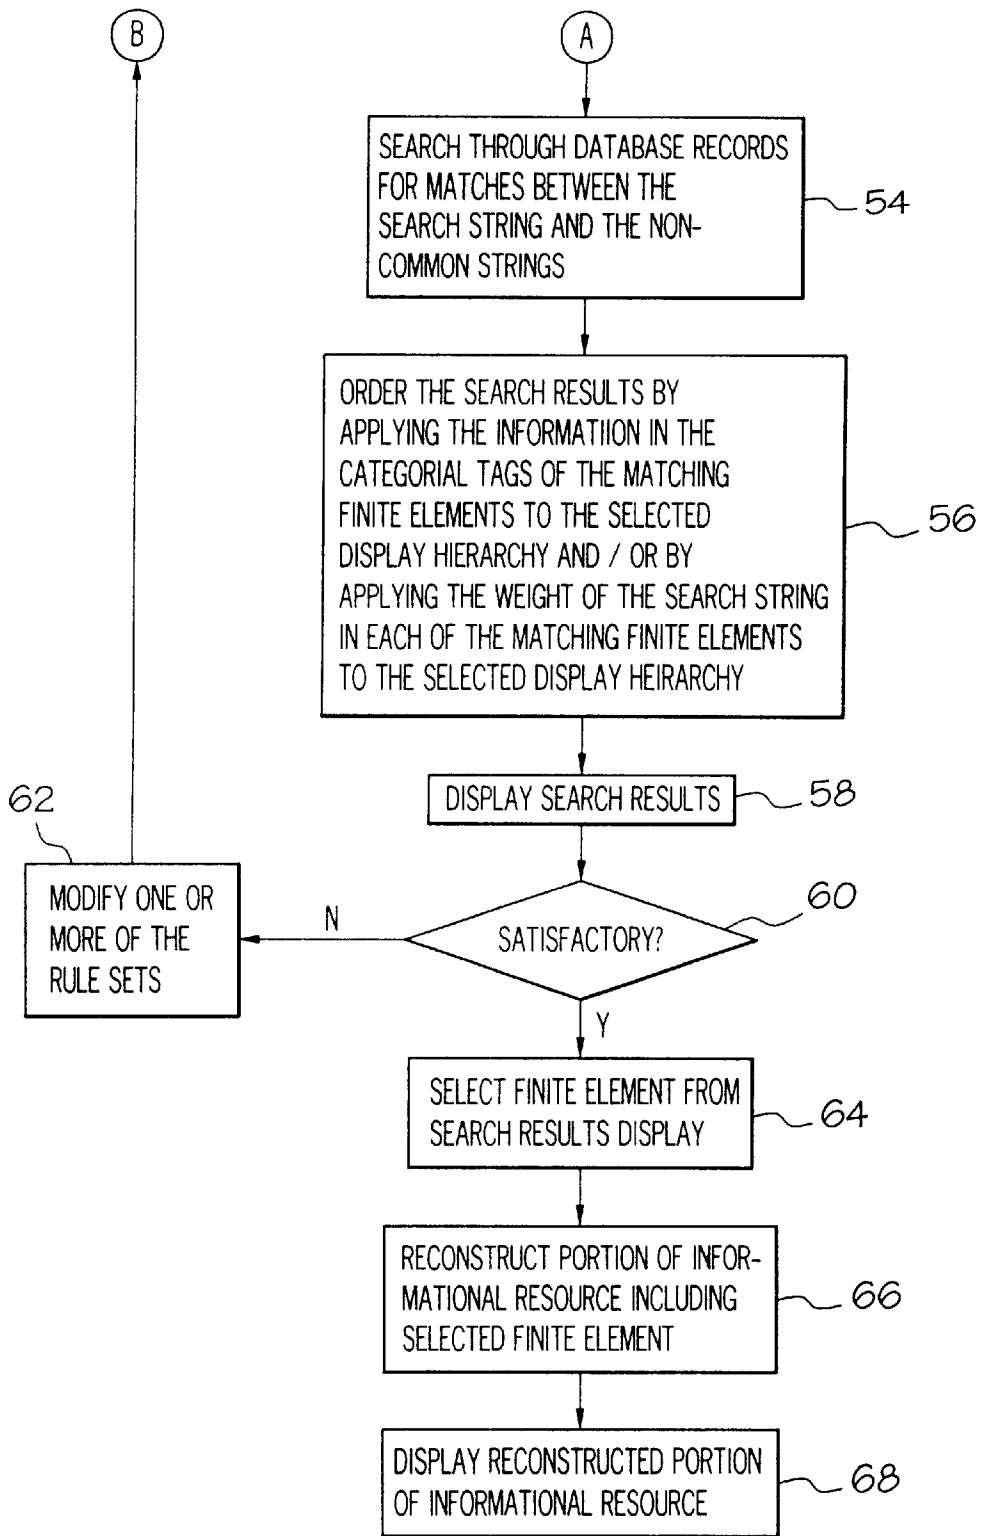 B
A
SEARCH THROUGH DATABASE RECORDS
FOR MATCHES BETWEEN THE
SEARCH STRING AND THE NON-
COMMON STRINGS
54
ORDER THE SEARCH RESULTS BY
APPLYING THE INFORMATIION IN THE
CATEGORIAL TAGS OF THE MATCHING
FINITE ELEMENTS TO THE SELECTED
DISPLAY HIERARCHY AND / OR BY
APPLYING THE WEIGHT OF THE SEARCH STRING
IN EACH OF THE MATCHING FINITE ELEMENTS
TO THE SELECTED DISPLAY HEIRARCHY
56
DISPLAY SEARCH RESULTS
58
62
MODIFY ONE OR
MORE OF THE
RULE SETS
N
SATISFACTORY?
60
Y
SELECT FINITE ELEMENT FROM
SEARCH RESULTS DISPLAY
64
RECONSTRUCT PORTION OF INFOR-
MATIONAL RESOURCE INCLUDING
SELECTED FINITE ELEMENT
66
DISPLAY RECONSTRUCTED PORTION
OF INFORMATIONAL RESOURCE
68